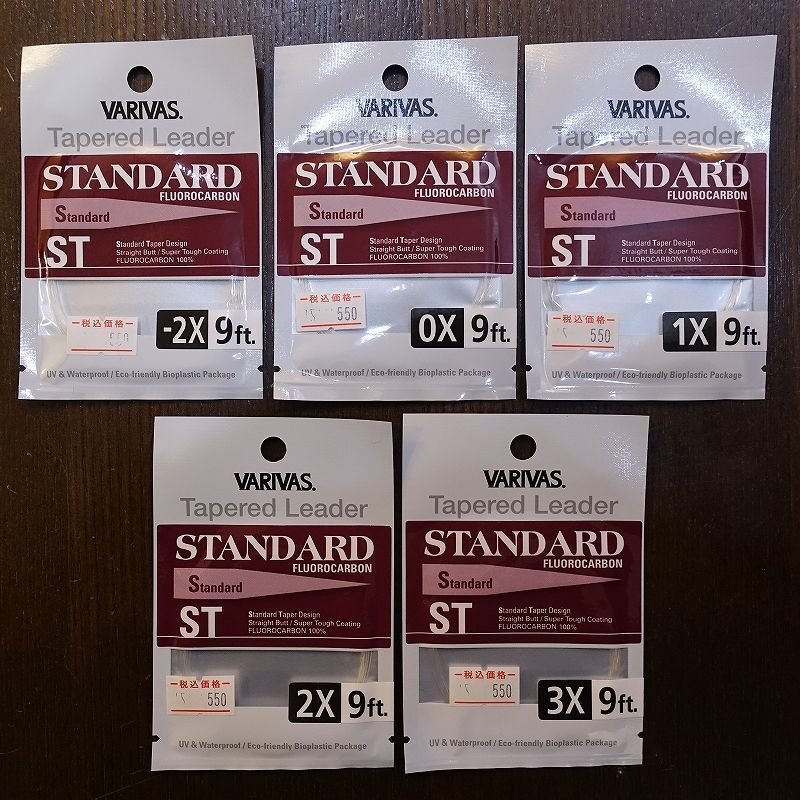 VARIVAS.
Tapered Leader
STANDARD
FLUOROCARBON
Standard
ST
Standard Taper Design
Straight Butt / Super Tough Coating
FLUOROCARBON 100%
税込価格
550
-2X 9ft.
UV & Waterproof / Eco-friendly Bioplastic Package
VARIVAS.
Tapered Leader
STANDARD
FLUOROCARBON
Standard
ST
Standard Taper Design
Straight Butt / Super Tough Coating
FLUOROCARBON 100%
税込価格
550
0X 9ft.
UV & Waterproof / Eco-friendly Bioplastic Package
VARIVAS.
Tapered Leader
STANDARD
FLUOROCARBON
Standard
ST
Standard Taper Design
Straight Butt / Super Tough Coating
FLUOROCARBON 100%
税込価格
550
1X 9ft.
UV & Waterproof / Eco-friendly Bioplastic Package
VARIVAS.
Tapered Leader
STANDARD
FLUOROCARBON
Standard
ST
Standard Taper Design
Straight Butt / Super Tough Coating
FLUOROCARBON 100%
税込価格
550
2X 9ft.
UV & Waterproof / Eco-friendly Bioplastic Package
VARIVAS.
Tapered Leader
STANDARD
FLUOROCARBON
Standard
ST
Standard Taper Design
Straight Butt / Super Tough Coating
FLUOROCARBON 100%
税込価格
550
3X 9ft.
UV & Waterproof / Eco-friendly Bioplastic Package